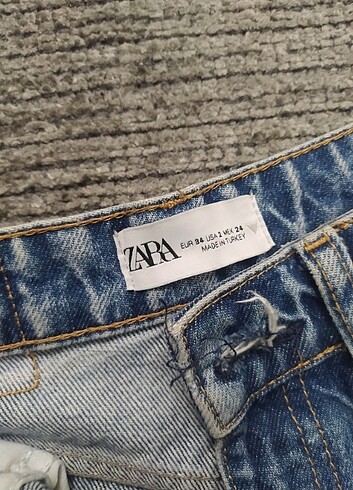 ZARA
EUR 34 USA 2 MEX 24
MADE IN TURKEY